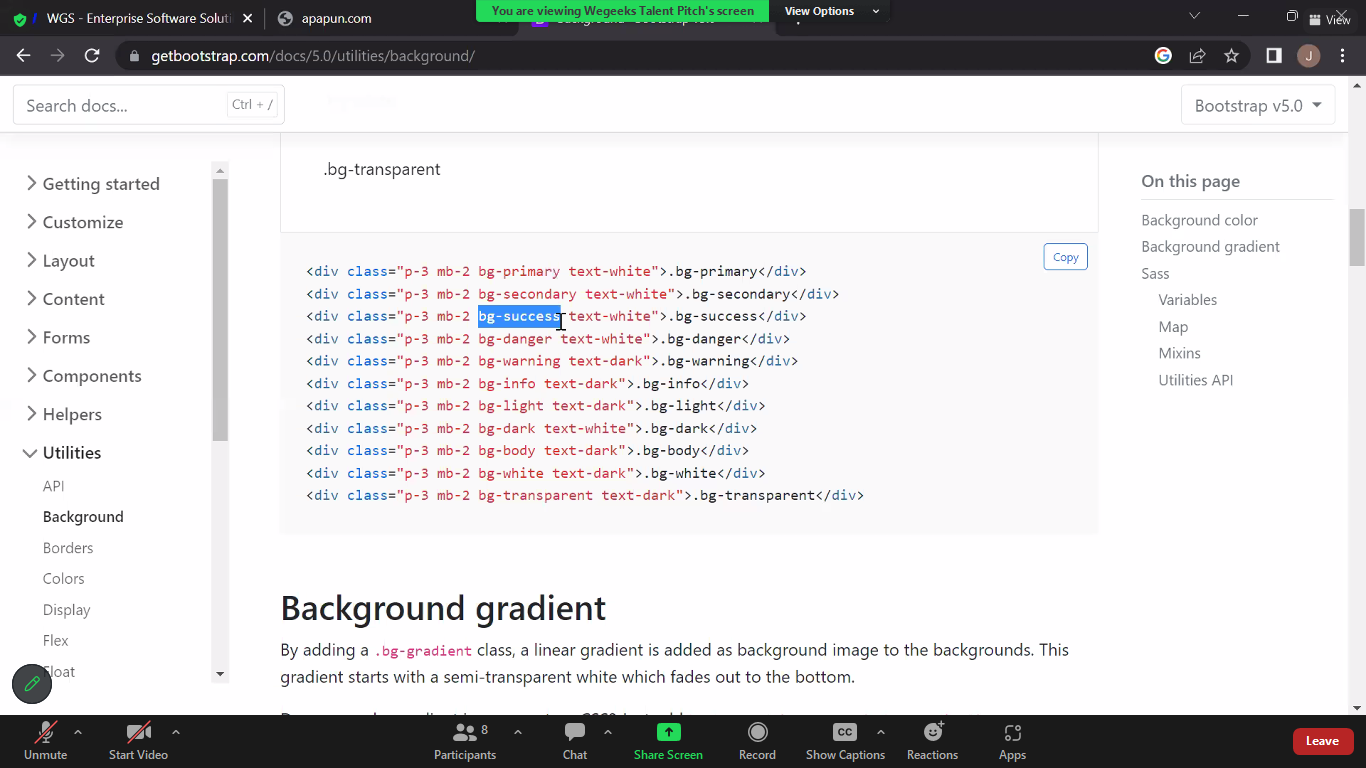 WGS - Enterprise Software Soluti
apapun.com
You are viewing Wegeeks Talent Pitch's screen
View Options
View
getbootstrap.com/docs/5.0/utilities/background/
J
Search docs...
Ctrl + /
Bootstrap v5.0
Getting started
Customize
Layout
Content
Forms
Components
Helpers
Utilities
API
Background
Borders
Colors
Display
Flex
Float
.bg-transparent
Copy
<div class="p-3 mb-2 bg-primary text-white">.bg-primary</div>
<div class="p-3 mb-2 bg-secondary text-white">.bg-secondary</div>
<div class="p-3 mb-2 bg-success text-white">.bg-success</div>
<div class="p-3 mb-2 bg-danger text-white">.bg-danger</div>
<div class="p-3 mb-2 bg-warning text-dark">.bg-warning</div>
<div class="p-3 mb-2 bg-info text-dark">.bg-info</div>
<div class="p-3 mb-2 bg-light text-dark">.bg-light</div>
<div class="p-3 mb-2 bg-dark text-white">.bg-dark</div>
<div class="p-3 mb-2 bg-body text-dark">.bg-body</div>
<div class="p-3 mb-2 bg-white text-dark">.bg-white</div>
<div class="p-3 mb-2 bg-transparent text-dark">.bg-transparent</div>
Background gradient
By adding a .bg-gradient class, a linear gradient is added as background image to the backgrounds. This
gradient starts with a semi-transparent white which fades out to the bottom.
On this page
Background color
Background gradient
Sass
Variables
Map
Mixins
Utilities API
Unmute
Start Video
Participants
8
Chat
Share Screen
Record
CC
Show Captions
Reactions
Apps
Leave